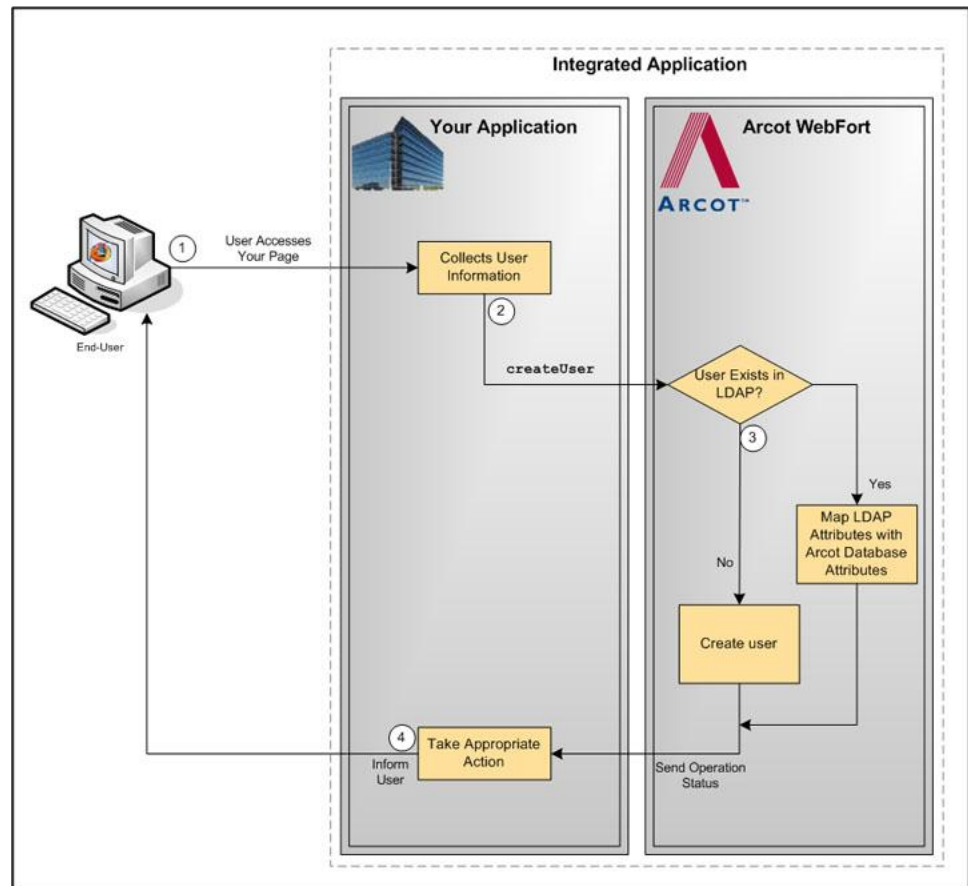 Integrated Application
Your Application
Arcot WebFort
ARCOT™
1
User Accesses
Your Page
Collects User
Information
2
End-User
createUser
User Exists in
LDAP?
3
Yes
Map LDAP
Attributes with
Arcot Database
Attributes
No
Create user
4
Take Appropriate
Action
Inform
User
Send Operation
Status